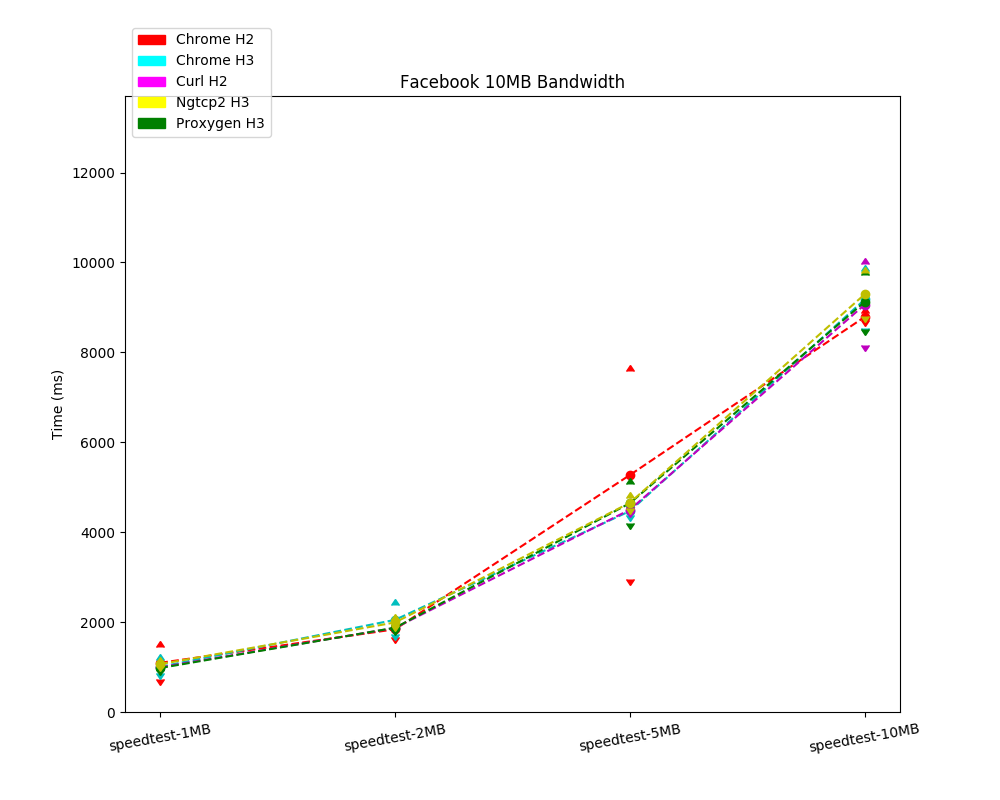 Chrome H2
Chrome H3
Curl H2
Ngtcp2 H3
Proxygen H3
Facebook 10MB Bandwidth
12000
10000
8000
6000
4000
2000
0
Time (ms)
speedtest-1MB
speedtest-2MB
speedtest-5MB
speedtest-10MB